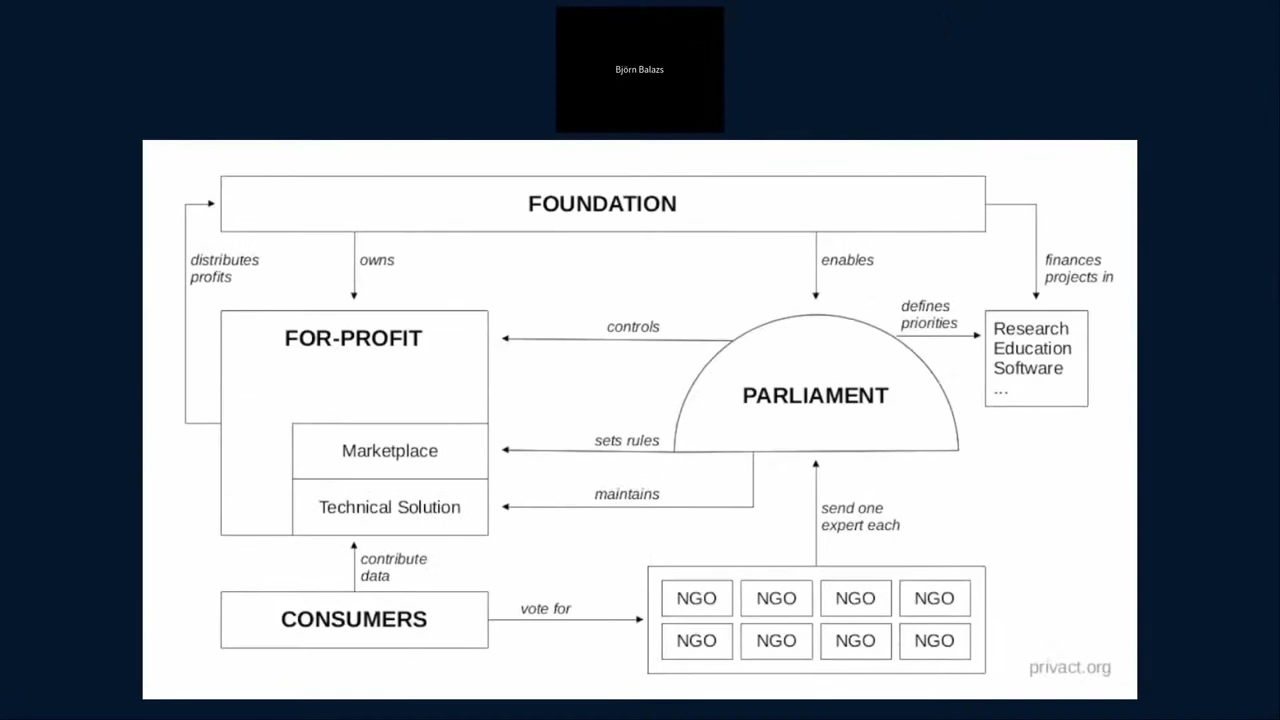 Björn Balazs
FOUNDATION
distributes
profits
owns
enables
finances
projects in
defines
priorities
FOR-PROFIT
controls
Research
Education
Software
...
PARLIAMENT
Marketplace
sets rules
Technical Solution
maintains
send one
expert each
contribute
data
CONSUMERS
vote for
NGO NGO NGO NGO
NGO NGO NGO NGO
privact.org